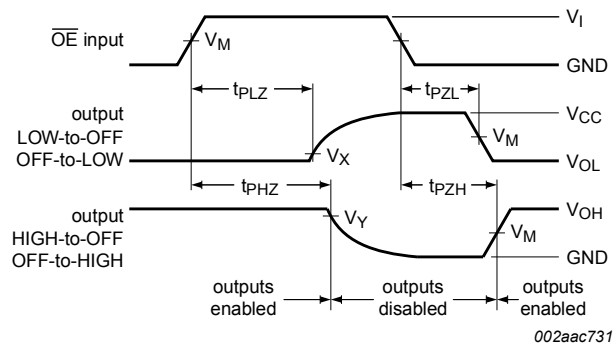 V_I
OE input
V_M
GND
t_PLZ
t_PZL
output
LOW-to-OFF
OFF-to-LOW
V_CC
V_M
V_X
V_OL
t_PHZ
t_PZH
output
HIGH-to-OFF
OFF-to-HIGH
V_Y
V_OH
V_M
GND
outputs
enabled
outputs
disabled
outputs
enabled
002aac731